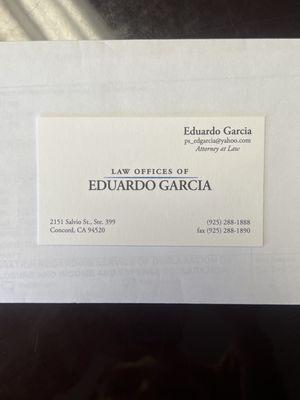 Eduardo Garcia
ps_edgarcia@yahoo.com
Attorney at Law
LAW OFFICES OF
EDUARDO GARCIA
2151 Salvio St., Ste. 399
Concord, CA 94520
(925) 288-1888
fax (925) 288-1890